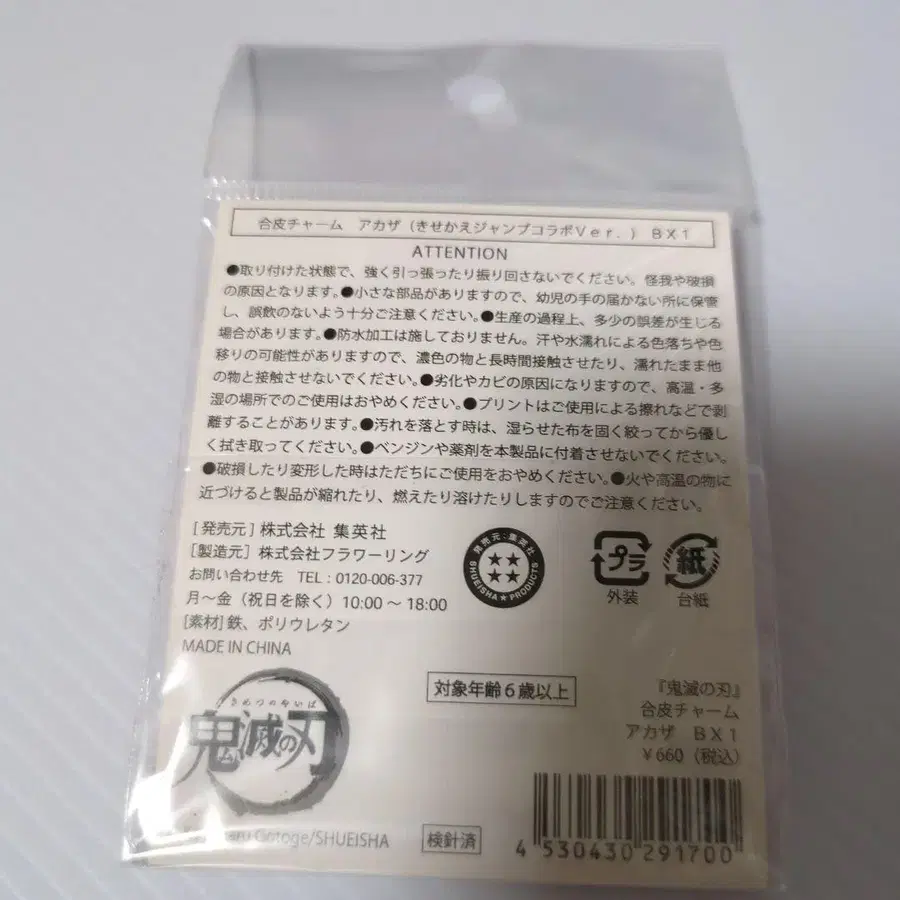 合皮チャーム アカザ（きせかえジャンプコラボVer.） BX1
ATTENTION
●取り付けた状態で、強く引っ張ったり振り回さないでください。怪我や破損
の原因となります。●小さな部品がありますので、幼児の手の届かない所に保管
し、誤飲のないよう十分ご注意ください。●生産の過程上、多少の誤差が生じる
場合があります。●防水加工は施しておりません。汗や水濡れによる色落ちや色
移りの可能性がありますので、濃色の物と長時間接触させたり、濡れたまま他
の物と接触させないでください。●劣化やカビの原因になりますので、高温・多
湿の場所でのご使用はおやめください。●プリントはご使用による擦れなどで剥
離することがあります。●汚れを落とす時は、湿らせた布を固く絞ってから優し
く拭き取ってください。●ベンジンや薬剤を本製品に付着させないでください。
●破損したり変形した時はただちにご使用をおやめください。●火や高温の物に
近づけると製品が縮れたり、燃えたり溶けたりしますのでご注意ください。
[発売元] 株式会社 集英社
[製造元] 株式会社フラワーリング
お問い合わせ先 TEL：0120-006-377
月～金（祝日を除く）10:00～18:00
[素材] 鉄、ポリウレタン
MADE IN CHINA
発売元：集英社
SHUEISHA★PRODUCTS
プラ
外装
紙
台紙
対象年齢６歳以上
『鬼滅の刃』
合皮チャーム
アカザ BX1
￥660（税込）
きめつのやいば
鬼滅の刃
Gotoge/SHUEISHA
検針済
4 530430 291700